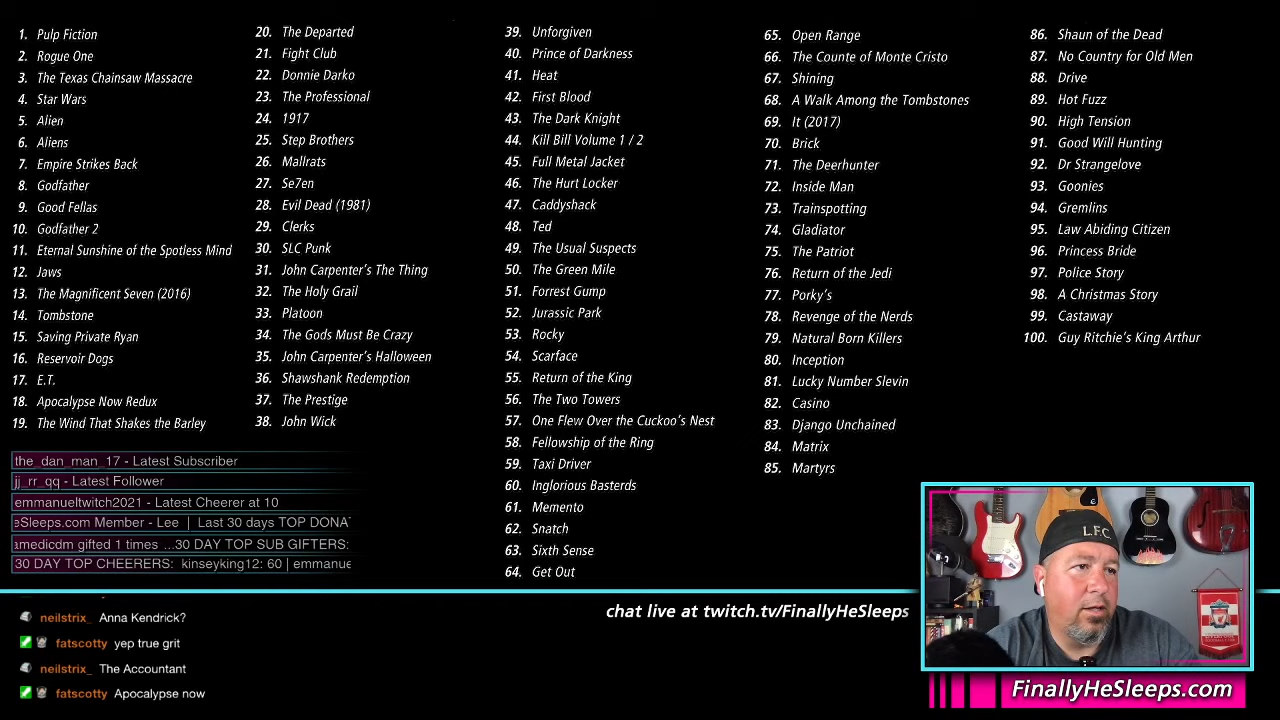 1. Pulp Fiction
2. Rogue One
3. The Texas Chainsaw Massacre
4. Star Wars
5. Alien
6. Aliens
7. Empire Strikes Back
8. Godfather
9. Good Fellas
10. Godfather 2
11. Eternal Sunshine of the Spotless Mind
12. Jaws
13. The Magnificent Seven (2016)
14. Tombstone
15. Saving Private Ryan
16. Reservoir Dogs
17. E.T.
18. Apocalypse Now Redux
19. The Wind That Shakes the Barley
20. The Departed
21. Fight Club
22. Donnie Darko
23. The Professional
24. 1917
25. Step Brothers
26. Mallrats
27. Se7en
28. Evil Dead (1981)
29. Clerks
30. SLC Punk
31. John Carpenter's The Thing
32. The Holy Grail
33. Platoon
34. The Gods Must Be Crazy
35. John Carpenter's Halloween
36. Shawshank Redemption
37. The Prestige
38. John Wick
39. Unforgiven
40. Prince of Darkness
41. Heat
42. First Blood
43. The Dark Knight
44. Kill Bill Volume 1 / 2
45. Full Metal Jacket
46. The Hurt Locker
47. Caddyshack
48. Ted
49. The Usual Suspects
50. The Green Mile
51. Forrest Gump
52. Jurassic Park
53. Rocky
54. Scarface
55. Return of the King
56. The Two Towers
57. One Flew Over the Cuckoo's Nest
58. Fellowship of the Ring
59. Taxi Driver
60. Inglorious Basterds
61. Memento
62. Snatch
63. Sixth Sense
64. Get Out
65. Open Range
66. The Counte of Monte Cristo
67. Shining
68. A Walk Among the Tombstones
69. It (2017)
70. Brick
71. The Deerhunter
72. Inside Man
73. Trainspotting
74. Gladiator
75. The Patriot
76. Return of the Jedi
77. Porky's
78. Revenge of the Nerds
79. Natural Born Killers
80. Inception
81. Lucky Number Slevin
82. Casino
83. Django Unchained
84. Matrix
85. Martyrs
86. Shaun of the Dead
87. No Country for Old Men
88. Drive
89. Hot Fuzz
90. High Tension
91. Good Will Hunting
92. Dr Strangelove
93. Goonies
94. Gremlins
95. Law Abiding Citizen
96. Princess Bride
97. Police Story
98. A Christmas Story
99. Castaway
100. Guy Ritchie's King Arthur
the_dan_man_17 - Latest Subscriber
jj_rr_qq - Latest Follower
emmanueltwitch2021 - Latest Cheerer at 10
eSleeps.com Member - Lee | Last 30 days TOP DONAT
amedicdm gifted 1 times ...30 DAY TOP SUB GIFTERS:
30 DAY TOP CHEERERS: kinseyking12: 60 | emmanue
neilstrix_ Anna Kendrick?
fatscotty yep true grit
neilstrix_ The Accountant
fatscotty Apocalypse now
chat live at twitch.tv/FinallyHeSleeps
L.F.C.
FinallyHeSleeps.com